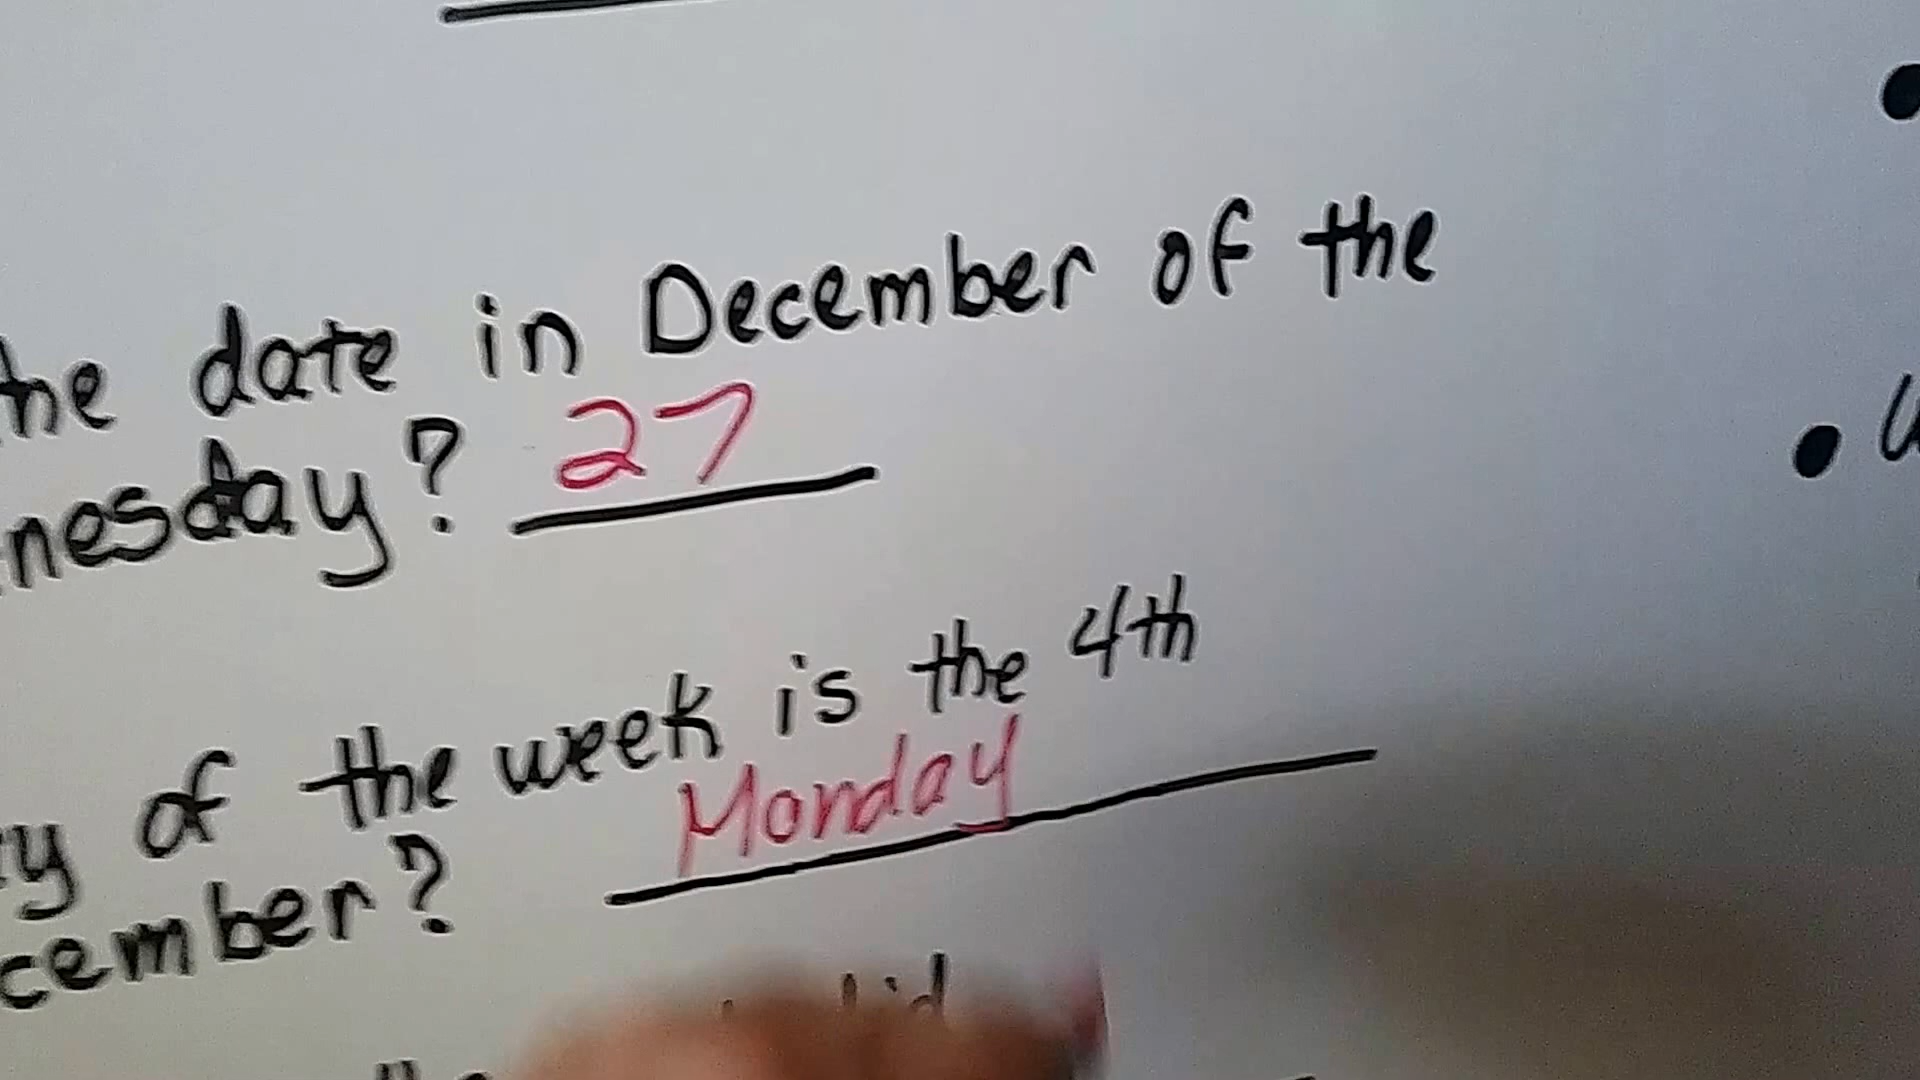 the date in December of the
nesday? 27
y of the week is the 4th
cember? Monday